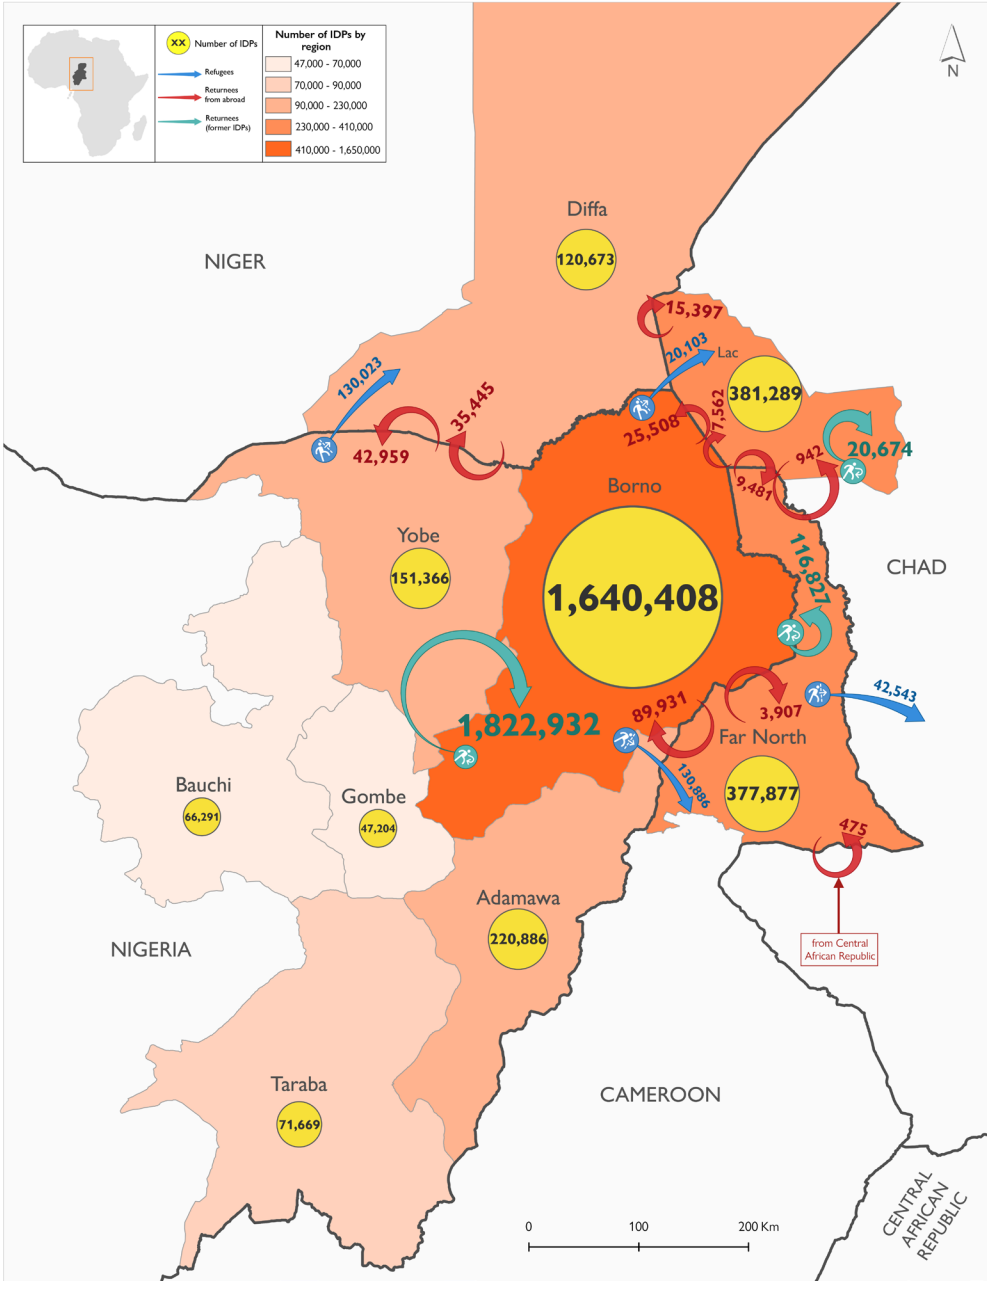 XX
Number of IDPs
Refugees
Returnees
from abroad
Returnees
(former IDPs)
Number of IDPs by
region
47,000 - 70,000
70,000 - 90,000
90,000 - 230,000
230,000 - 410,000
410,000 - 1,650,000
N
Diffa
120,673
NIGER
15,397
20,103
Lac
130,023
381,289
35,445
7,562
25,508
42,959
942
20,674
9,481
Borno
Yobe
116,827
CHAD
151,366
1,640,408
42,543
89,931
3,907
1,822,932
Far North
130,886
Bauchi
377,877
Gombe
66,291
47,204
475
Adamawa
220,886
NIGERIA
from Central
African Republic
Taraba
CAMEROON
71,669
CENTRAL
AFRICAN
REPUBLIC
0 100 200 Km